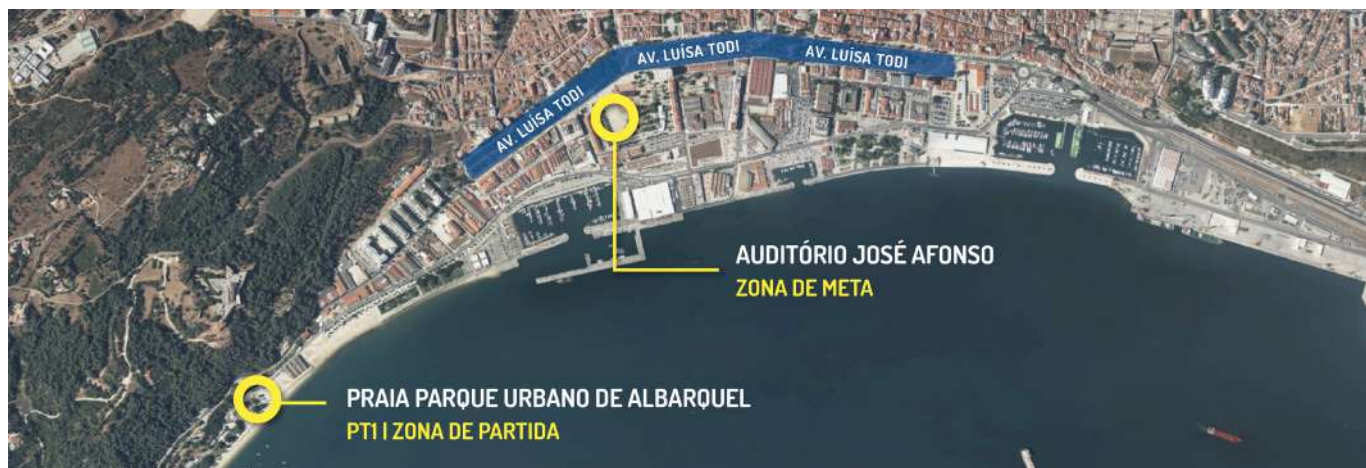 AV. LUÍSA TODI
AV. LUÍSA TODI
AV. LUÍSA TODI
AUDITÓRIO JOSÉ AFONSO
ZONA DE META
PRAIA PARQUE URBANO DE ALBARQUEL
PT1 | ZONA DE PARTIDA